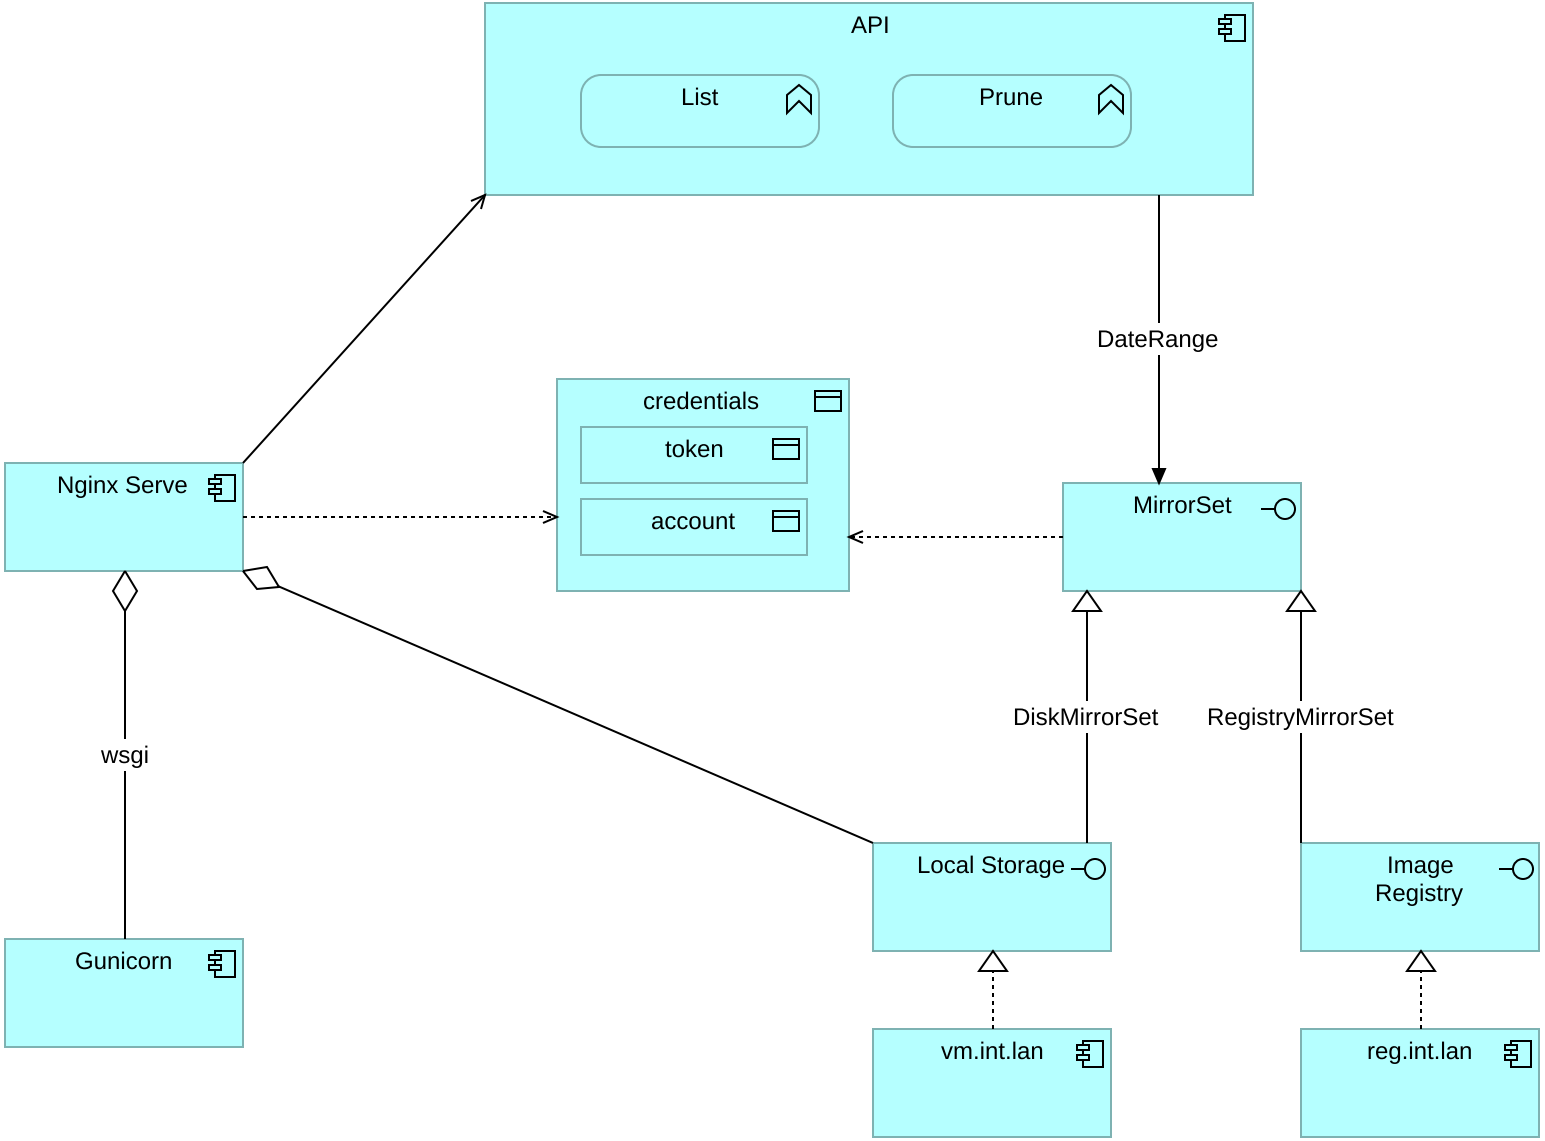 API
List
Prune
DateRange
credentials
token
account
Nginx Serve
MirrorSet
DiskMirrorSet
RegistryMirrorSet
wsgi
Local Storage
Image
Registry
Gunicorn
vm.int.lan
reg.int.lan